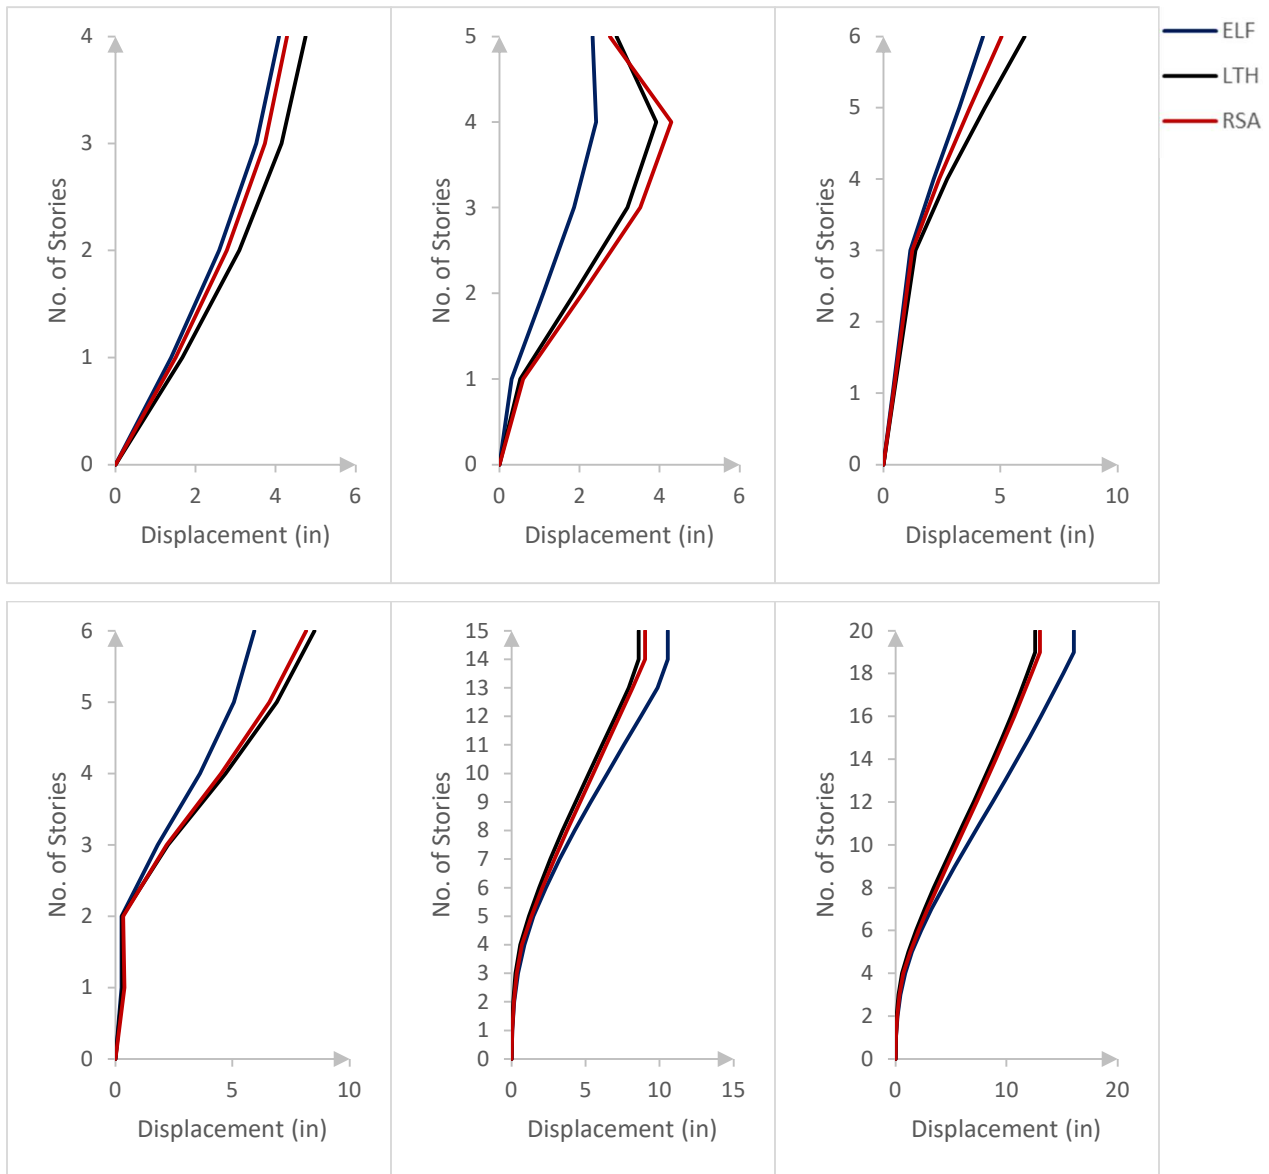 4
3
2
1
0
0 2 4 6
No. of Stories
Displacement (in)
5
4
3
2
1
0
0 2 4 6
No. of Stories
Displacement (in)
6
5
4
3
2
1
0
0 5 10
No. of Stories
Displacement (in)
ELF
LTH
RSA
6
5
4
3
2
1
0
0 5 10
No. of Stories
Displacement (in)
15
14
13
12
11
10
9
8
7
6
5
4
3
2
1
0
0 5 10 15
No. of Stories
Displacement (in)
20
18
16
14
12
10
8
6
4
2
0
0 10 20
No. of Stories
Displacement (in)